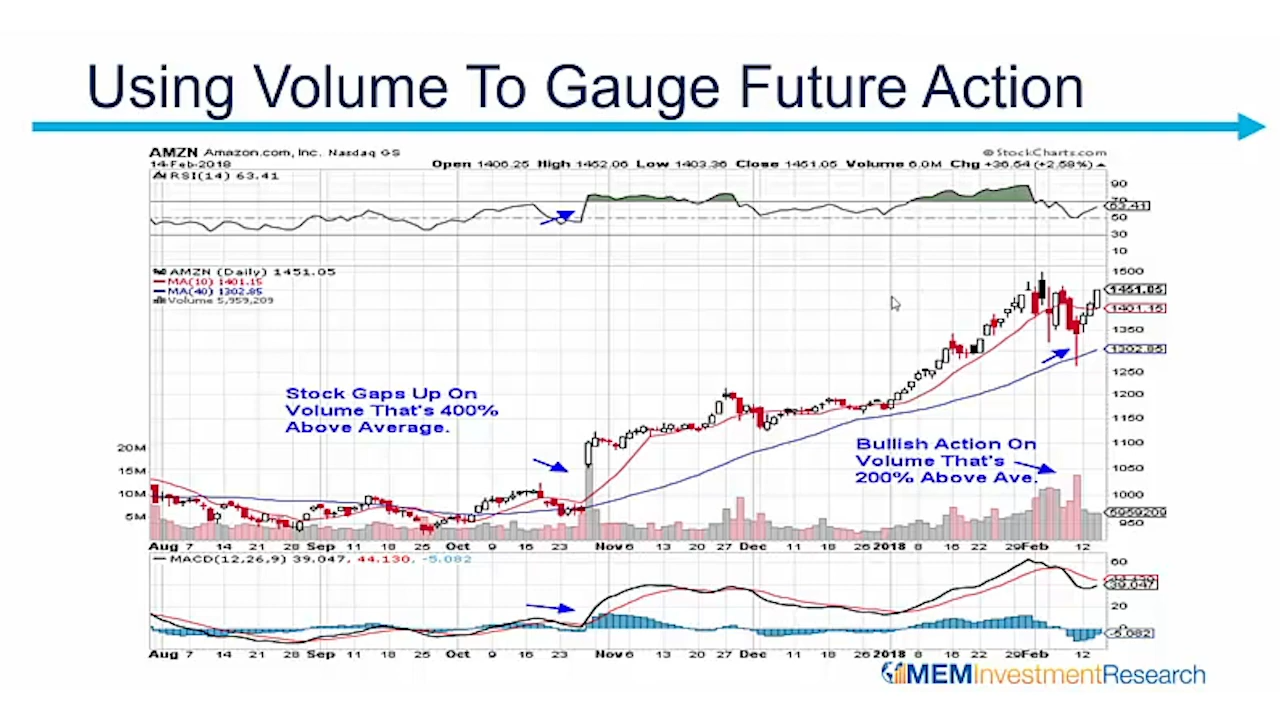 Using Volume To Gauge Future Action
AMZN Amazon.com, Inc. Nasdaq GS
© StockCharts.com
14-Feb-2018
Open 1406.25 High 1452.06 Low 1403.36 Close 1451.05 Volume 6.0M Chg +36.54 (+2.58%)
RSI(14) 63.41
90
70
63.41
50
30
10
AMZN (Daily) 1451.05
MA(10) 1401.15
MA(40) 1302.85
Volume 5,959,209
1500
1451.05
1401.15
1350
1302.85
1250
1200
1150
1100
1050
1000
950
5959209
20M
15M
10M
5M
Stock Gaps Up On
Volume That's 400%
Above Average.
Bullish Action On
Volume That's
200% Above Ave.
Aug 7 14 21 28 Sep 11 18 25 Oct 9 16 23 Nov 6 13 20 27 Dec 11 18 26 2018 8 16 22 29 Feb 12
MACD(12,26,9) 39.047, 44.130, -5.082
60
44.130
39.047
20
0
-5.082
Aug 7 14 21 28 Sep 11 18 25 Oct 9 16 23 Nov 6 13 20 27 Dec 11 18 26 2018 8 16 22 29 Feb 12
MEMInvestmentResearch